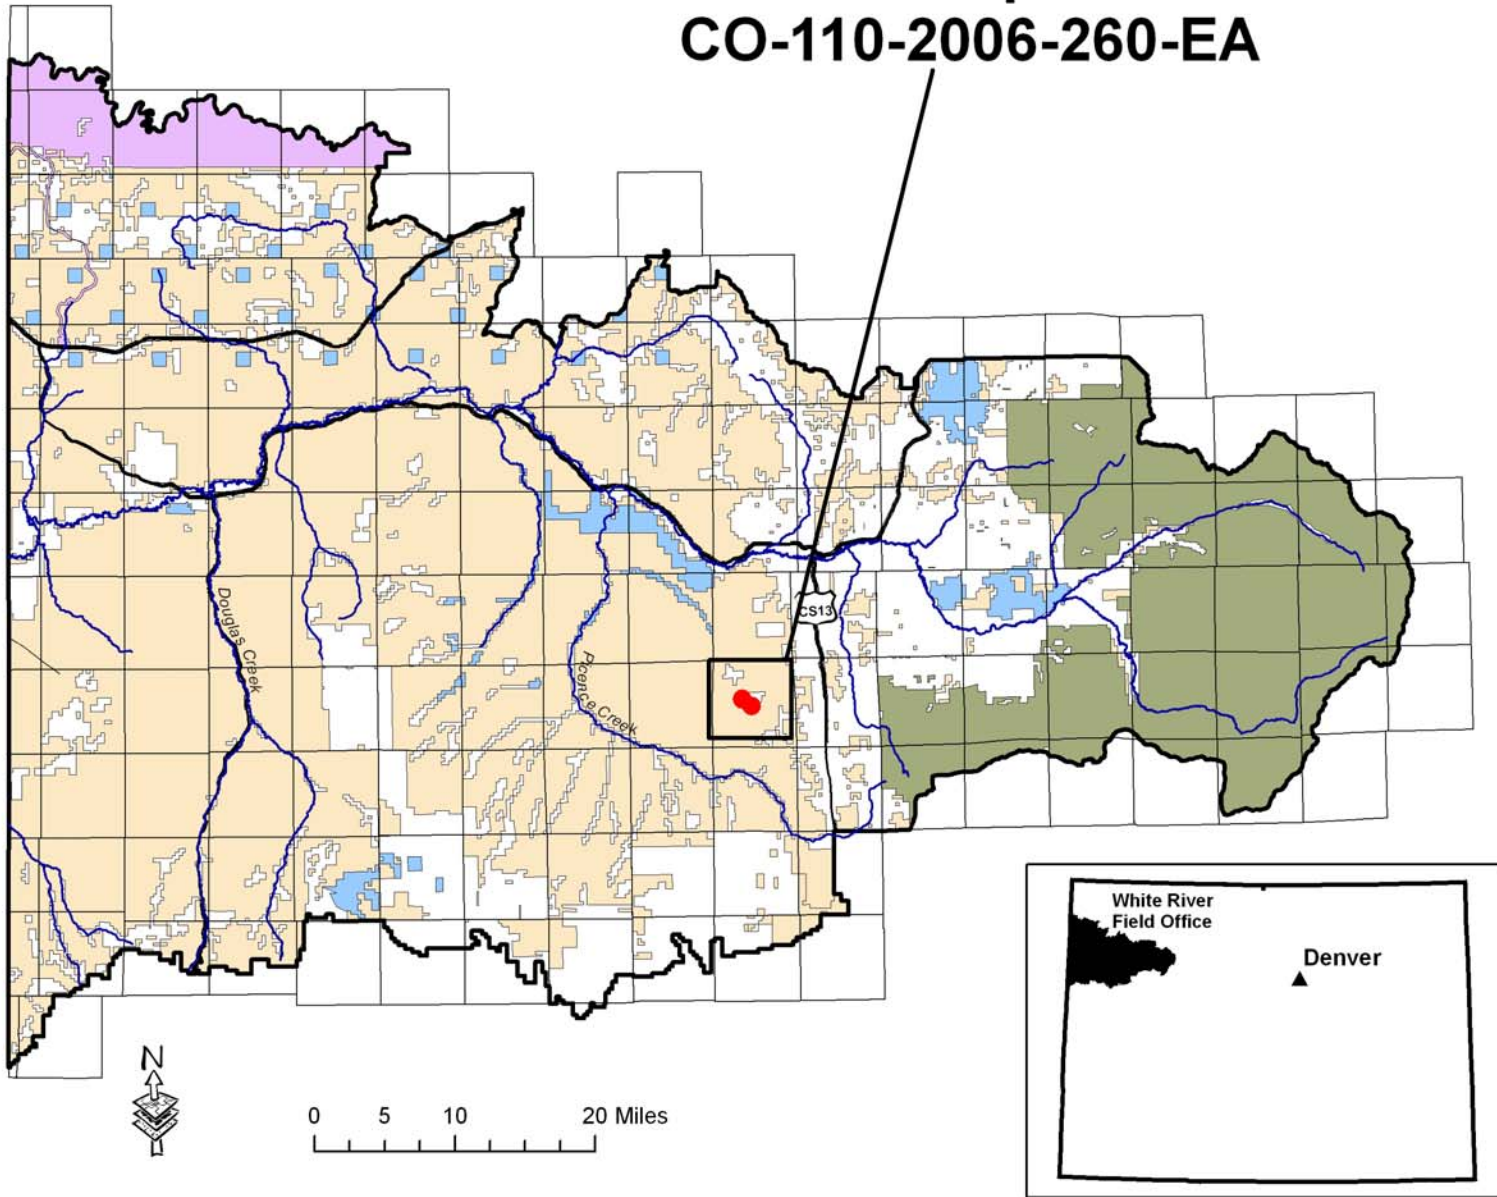 CO-110-2006-260-EA
CS13
Douglas Creek
Picence Creek
White River
Field Office
Denver
N
0 5 10 20 Miles